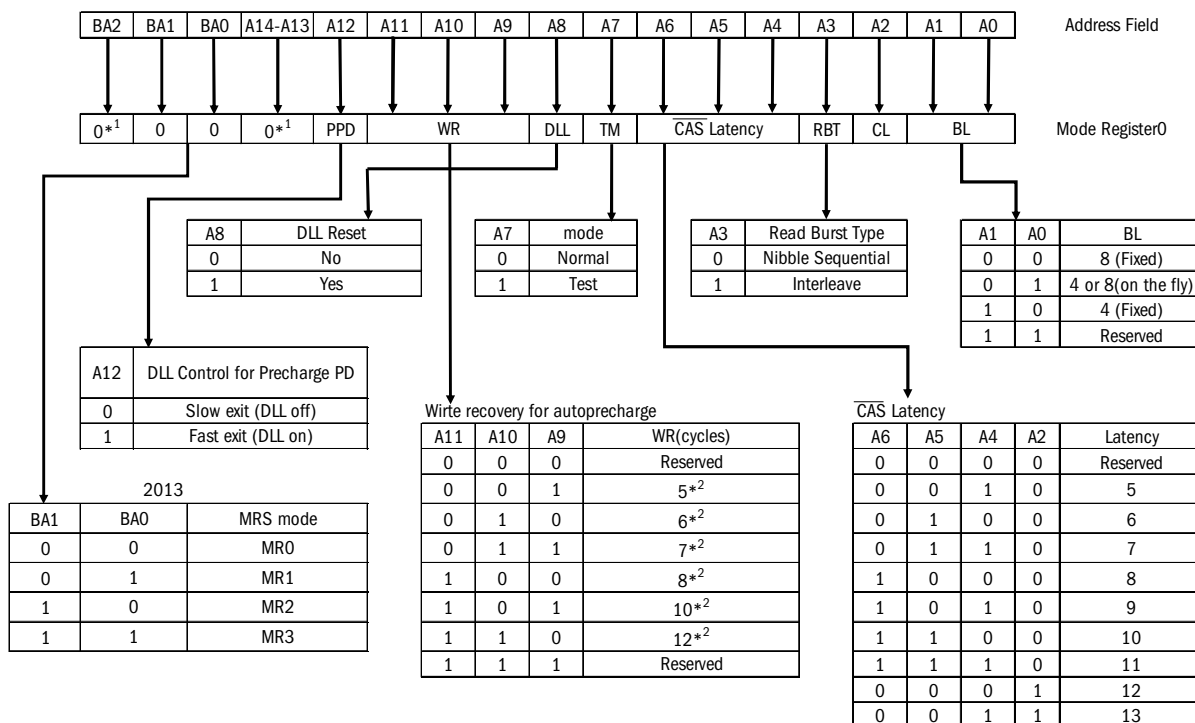 BA2 BA1 BA0 A14-A13 A12 A11 A10 A9 A8 A7 A6 A5 A4 A3 A2 A1 A0 Address Field
0*1 0 0 0*1 PPD WR DLL TM CAS Latency RBT CL BL Mode Register0
A8 DLL Reset
0 No
1 Yes
A7 mode
0 Normal
1 Test
A3 Read Burst Type
0 Nibble Sequential
1 Interleave
A1 A0 BL
0 0 8 (Fixed)
0 1 4 or 8(on the fly)
1 0 4 (Fixed)
1 1 Reserved
A12 DLL Control for Precharge PD
0 Slow exit (DLL off)
1 Fast exit (DLL on)
2013
BA1 BA0 MRS mode
0 0 MR0
0 1 MR1
1 0 MR2
1 1 MR3
Wirte recovery for autoprecharge
A11 A10 A9 WR(cycles)
0 0 0 Reserved
0 0 1 5*2
0 1 0 6*2
0 1 1 7*2
1 0 0 8*2
1 0 1 10*2
1 1 0 12*2
1 1 1 Reserved
CAS Latency
A6 A5 A4 A2 Latency
0 0 0 0 Reserved
0 0 1 0 5
0 1 0 0 6
0 1 1 0 7
1 0 0 0 8
1 0 1 0 9
1 1 0 0 10
1 1 1 0 11
0 0 0 1 12
0 0 1 1 13